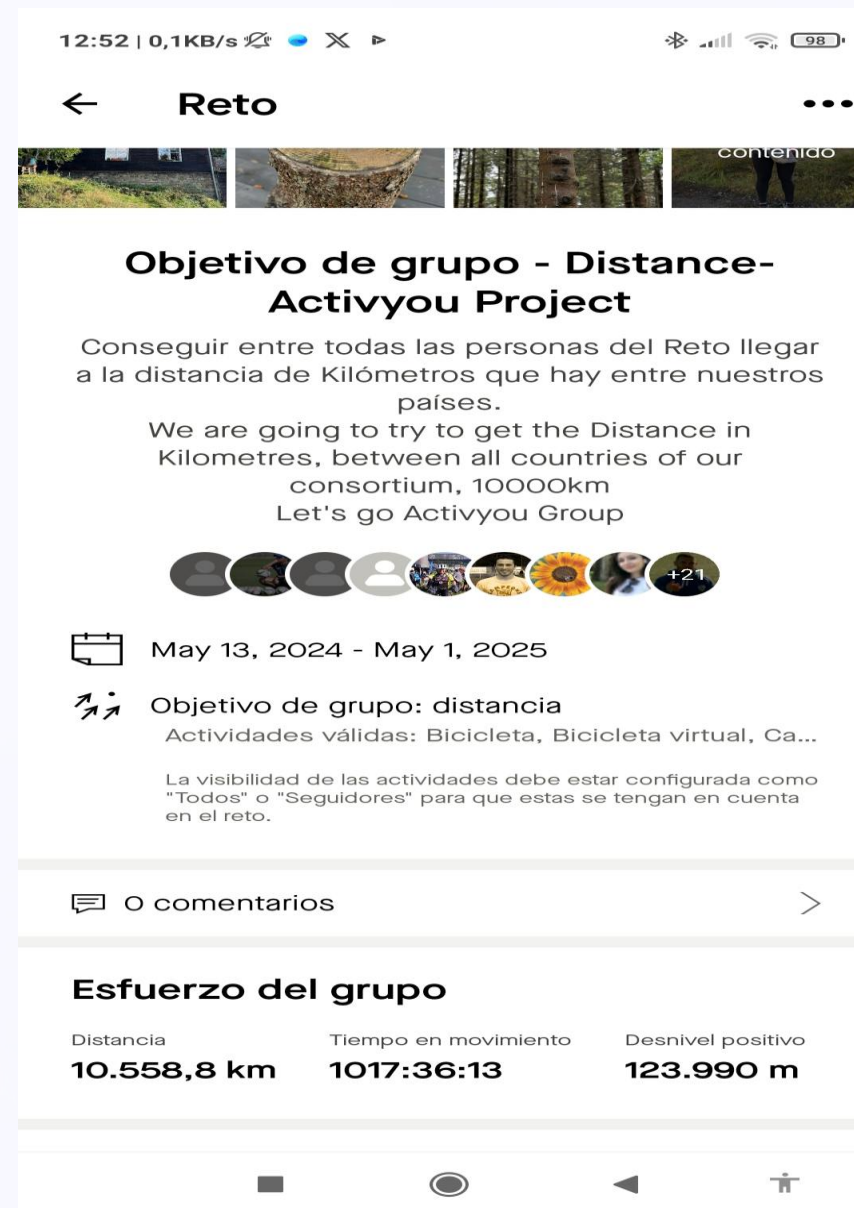 12:52 | 0,1KB/s
98
Reto
contenido
Objetivo de grupo - Distance-
Activyou Project
Conseguir entre todas las personas del Reto llegar
a la distancia de Kilómetros que hay entre nuestros
países.
We are going to try to get the Distance in
Kilometres, between all countries of our
consortium, 10000km
Let's go Activyou Group
+21
May 13, 2024 - May 1, 2025
Objetivo de grupo: distancia
Actividades válidas: Bicicleta, Bicicleta virtual, Ca...
La visibilidad de las actividades debe estar configurada como
"Todos" o "Seguidores" para que estas se tengan en cuenta
en el reto.
0 comentarios
Esfuerzo del grupo
Distancia Tiempo en movimiento Desnivel positivo
10.558,8 km 1017:36:13 123.990 m